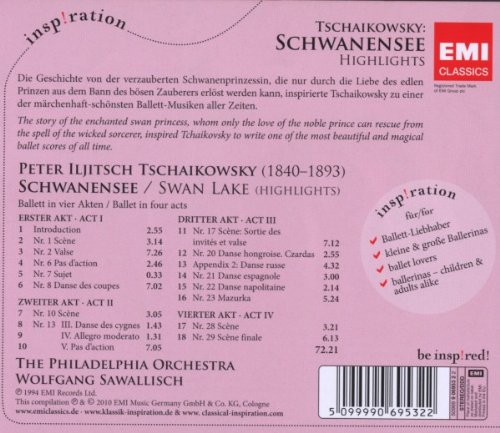 insp!ration
TSCHAIKOWSKY:
SCHWANENSEE
HIGHLIGHTS
EMI
CLASSICS
Die Geschichte von der verzauberten Schwanenprinzessin, die nur durch die Liebe des edlen
Prinzen aus dem Bann des bösen Zauberers erlöst werden kann, inspirierte Tschaikowsky zu einer
der märchenhaft-schönsten Ballett-Musiken aller Zeiten.
The story of the enchanted swan princess, whom only the love of the noble prince can rescue from
the spell of the wicked sorcerer, inspired Tchaikovsky to write one of the most beautiful and magical
ballet scores of all time.
PETER ILJITSCH TSCHAIKOWSKY (1840–1893)
SCHWANENSEE / SWAN LAKE (HIGHLIGHTS)
Ballett in vier Akten / Ballet in four acts
ERSTER AKT · ACT I
1 Introduction 2.55
2 Nr. 1 Scène 3.14
3 Nr. 2 Valse 7.26
4 Nr. 6 Pas d'action 2.46
5 Nr. 7 Sujet 0.33
6 Nr. 8 Danse des coupes 7.02
ZWEITER AKT · ACT II
7 Nr. 10 Scène 3.05
8 Nr. 13 III. Danse des cygnes 1.43
9 IV. Allegro moderato 1.31
10 V. Pas d'action 7.05
DRITTER AKT · ACT III
11 Nr. 17 Scène: Sortie des
invités et valse 7.12
12 Nr. 20 Danse hongroise. Czardas 2.55
13 Appendix 2: Danse russe 4.32
14 Nr. 21 Danse espagnole 3.00
15 Nr. 22 Danse napolitaine 2.14
16 Nr. 23 Mazurka 5.24
VIERTER AKT · ACT IV
17 Nr. 28 Scène 3.21
18 Nr. 29 Scène finale 6.13
72.21
insp!ration
für/for
Ballett-Liebhaber
kleine & große Ballerinas
ballet lovers
ballerinas – children &
adults alike
be insp!red!
THE PHILADELPHIA ORCHESTRA
WOLFGANG SAWALLISCH
℗ 1994 EMI Records Ltd.
This compilation ℗ & © 2010 EMI Music Germany GmbH & Co. KG, Cologne
www.emiclassics.de · www.klassik-inspiration.de & www.classical-inspiration.com
5 099990 695322